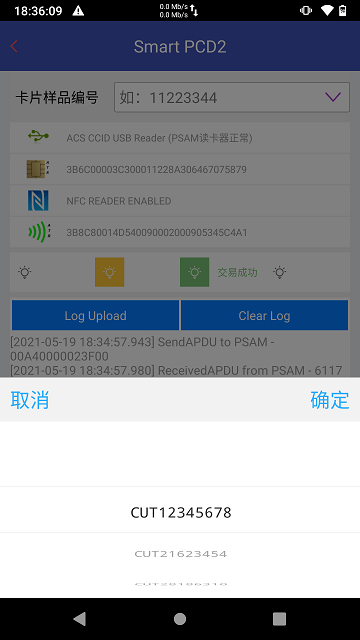 18:36:09
0.0 Mb/s
0.0 Mb/s
Smart PCD2
卡片样品编号
如：11223344
ACS CCID USB Reader (PSAM读卡器正常)
3B6C00003C300011228A306467075879
NFC READER ENABLED
3B8C80014D540090002000905345C4A1
交易成功
Log Upload
Clear Log
[2021-05-19 18:34:57.943] SendAPDU to PSAM -
00A40000023F00
[2021-05-19 18:34:57.980] ReceivedAPDU from PSAM - 6117
取消
确定
CUT12345678
CUT21623454